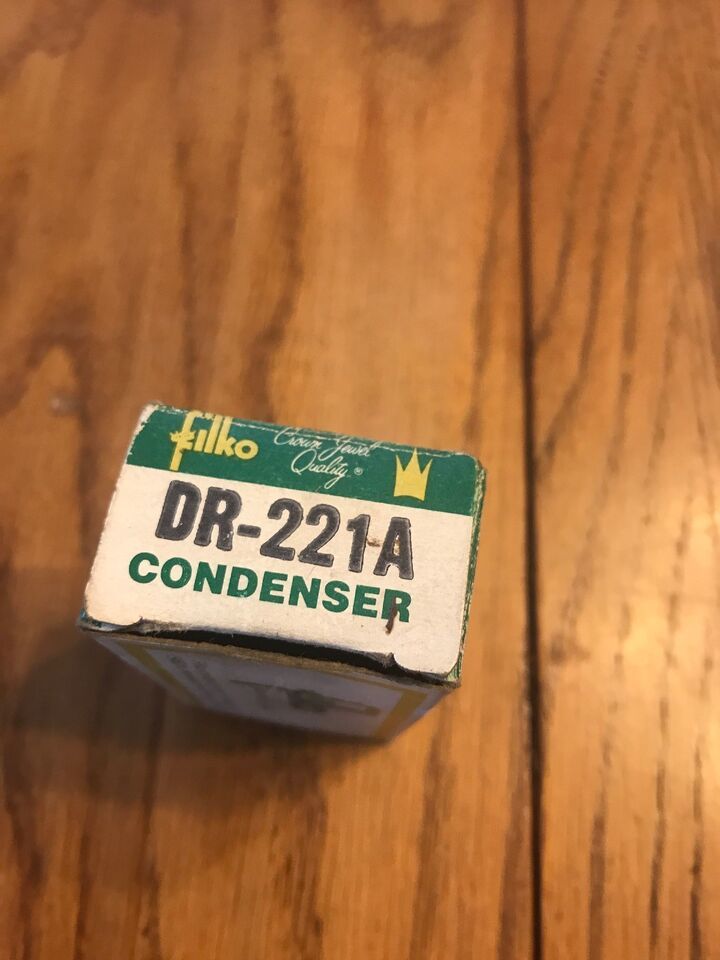 filko Crown Jewel
Quality ®
DR-221A
CONDENSER